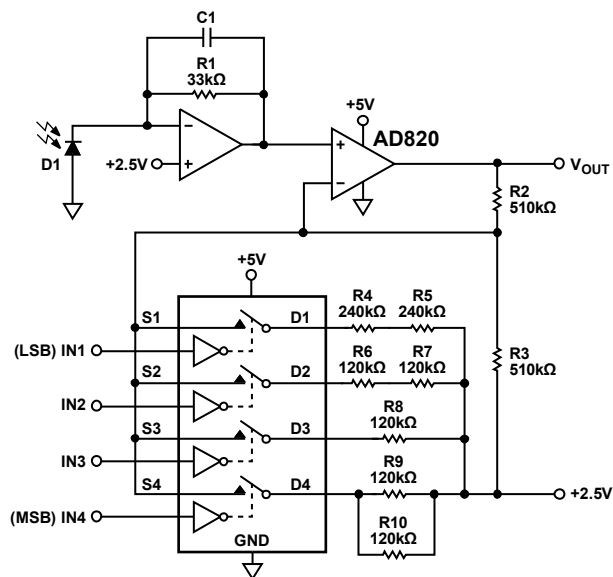 C1
R1
33kΩ
+5V
AD820
D1
+2.5V
V_OUT
R2
510kΩ
+5V
S1
D1
R4
240kΩ
R5
240kΩ
(LSB) IN1
S2
D2
R6
120kΩ
R7
120kΩ
R3
510kΩ
IN2
S3
D3
R8
120kΩ
IN3
S4
D4
R9
120kΩ
+2.5V
(MSB) IN4
R10
120kΩ
GND